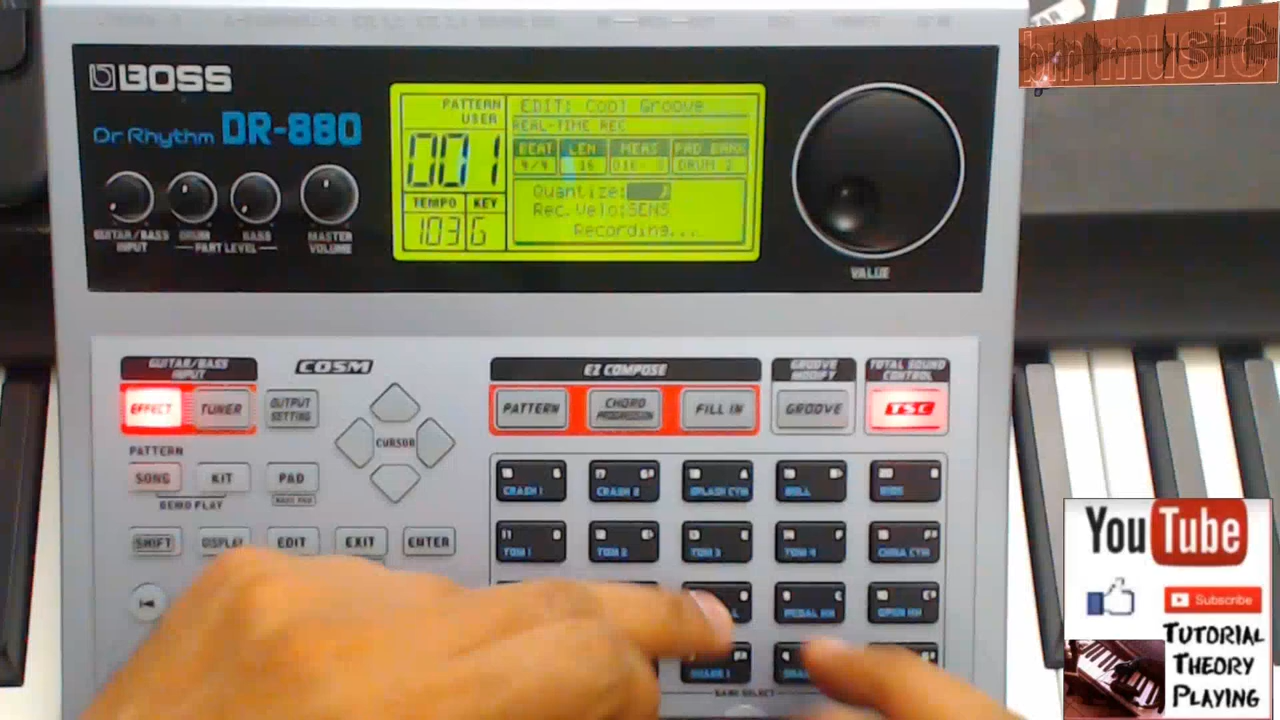 BOSS
Dr Rhythm DR-880
GUITAR/BASS INPUT
DRUM
BASS
PART LEVEL
MASTER VOLUME
PATTERN
USER
001
TEMPO
KEY
103
G
EDIT: Cool Groove
REAL-TIME REC
BEAT LEN MEAS PAD BANK
16
Quantize:
Rec.Velo:SENS
Recording...
VALUE
bmrmusic
GUITAR/BASS
INPUT
EFFECT
TUNER
COSM
OUTPUT
SETTING
CURSOR
EZ COMPOSE
PATTERN
CHORD
PROGRESSION
FILL IN
GROOVE
MODIFY
GROOVE
TOTAL SOUND
CONTROL
TSC
PATTERN
SONG
KIT
PAD
DEMO PLAY
SHIFT
DISPLAY
EDIT
EXIT
ENTER
CRASH 1
CRASH 2
SPLASH CYM
BELL
RIDE
TOM 1
TOM 2
TOM 3
TOM 4
CHINA CYM
PEDAL HH
OPEN HH
SNARE 1
BANK SELECT
YouTube
Subscribe
TUTORIAL
THEORY
PLAYING